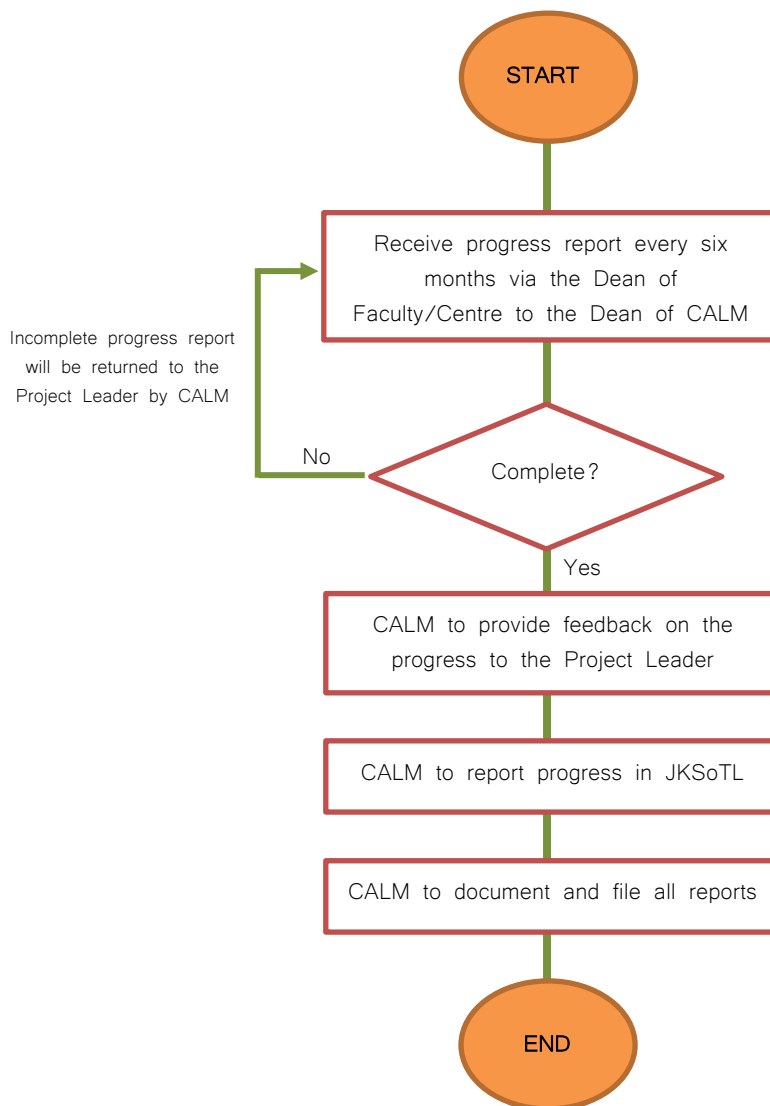 START
Receive progress report every six
months via the Dean of
Faculty/Centre to the Dean of CALM
Incomplete progress report
will be returned to the
Project Leader by CALM
No
Complete?
Yes
CALM to provide feedback on the
progress to the Project Leader
CALM to report progress in JKSoTL
CALM to document and file all reports
END